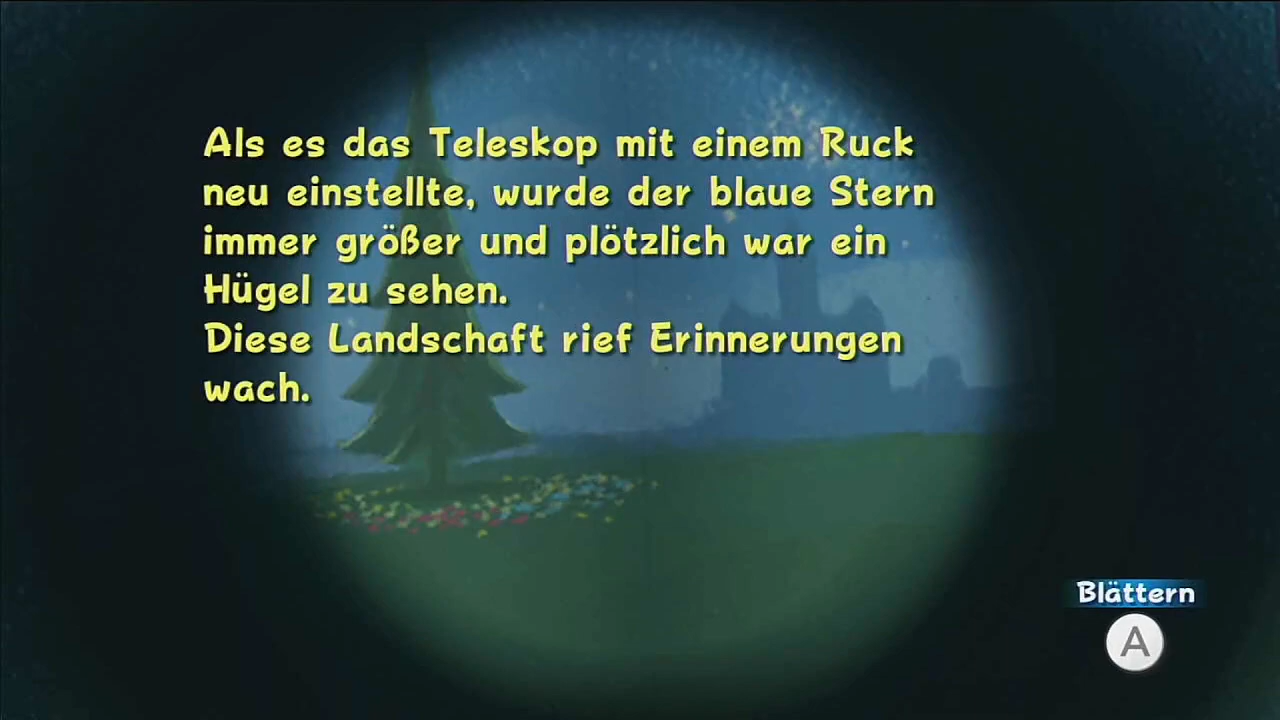 Als es das Teleskop mit einem Ruck
neu einstellte, wurde der blaue Stern
immer größer und plötzlich war ein
Hügel zu sehen.
Diese Landschaft rief Erinnerungen
wach.
Blättern
A